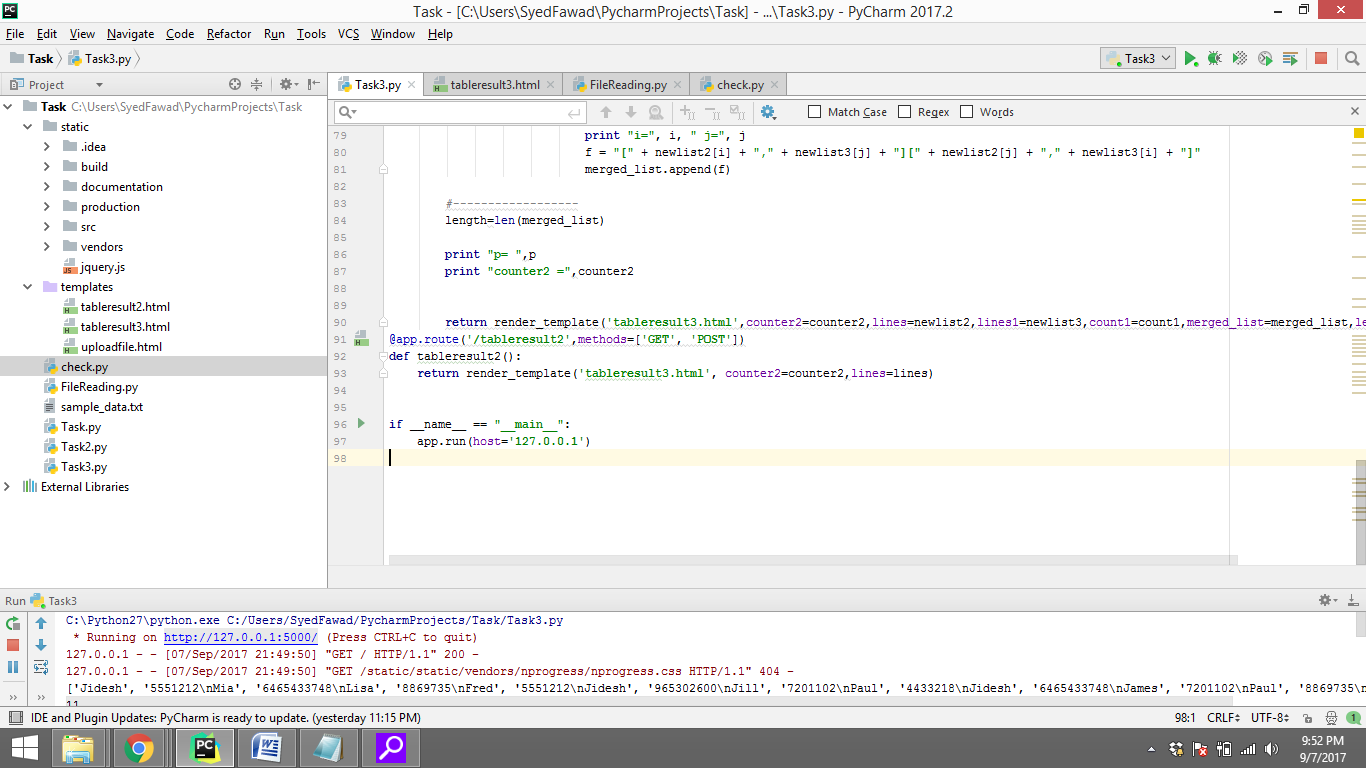 Task - [C:\Users\SyedFawad\PycharmProjects\Task] - ...\Task3.py - PyCharm 2017.2
File Edit View Navigate Code Refactor Run Tools VCS Window Help
Task Task3.py Task3
Project
Task3.py tableresult3.html FileReading.py check.py
Match Case Regex Words
Task C:\Users\SyedFawad\PycharmProjects\Task
static
.idea
build
documentation
production
src
vendors
jquery.js
templates
tableresult2.html
tableresult3.html
uploadfile.html
check.py
FileReading.py
sample_data.txt
Task.py
Task2.py
Task3.py
External Libraries
79 print "i=", i, " j=", j
80 f = "[" + newlist2[i] + "," + newlist3[j] + "][" + newlist2[j] + "," + newlist3[i] + "]"
81 merged_list.append(f)
82
83 #------------------
84 length=len(merged_list)
85
86 print "p= ",p
87 print "counter2 =",counter2
88
89
90 return render_template('tableresult3.html',counter2=counter2,lines=newlist2,lines1=newlist3,count1=count1,merged_list=merged_list,le
91 @app.route('/tableresult2',methods=['GET', 'POST'])
92 def tableresult2():
93 return render_template('tableresult3.html', counter2=counter2,lines=lines)
94
95
96 if __name__ == "__main__":
97 app.run(host='127.0.0.1')
98
Run Task3
C:\Python27\python.exe C:/Users/SyedFawad/PycharmProjects/Task/Task3.py
* Running on http://127.0.0.1:5000/ (Press CTRL+C to quit)
127.0.0.1 - - [07/Sep/2017 21:49:50] "GET / HTTP/1.1" 200 -
127.0.0.1 - - [07/Sep/2017 21:49:50] "GET /static/static/vendors/nprogress/nprogress.css HTTP/1.1" 404 -
['Jidesh', '5551212\nMia', '6465433748\nLisa', '8869735\nFred', '5551212\nJidesh', '965302600\nJill', '7201102\nPaul', '4433218\nJidesh', '6465433748\nJames', '7201102\nPaul', '8869735\n
11
IDE and Plugin Updates: PyCharm is ready to update. (yesterday 11:15 PM) 98:1 CRLF UTF-8 1
9:52 PM
9/7/2017